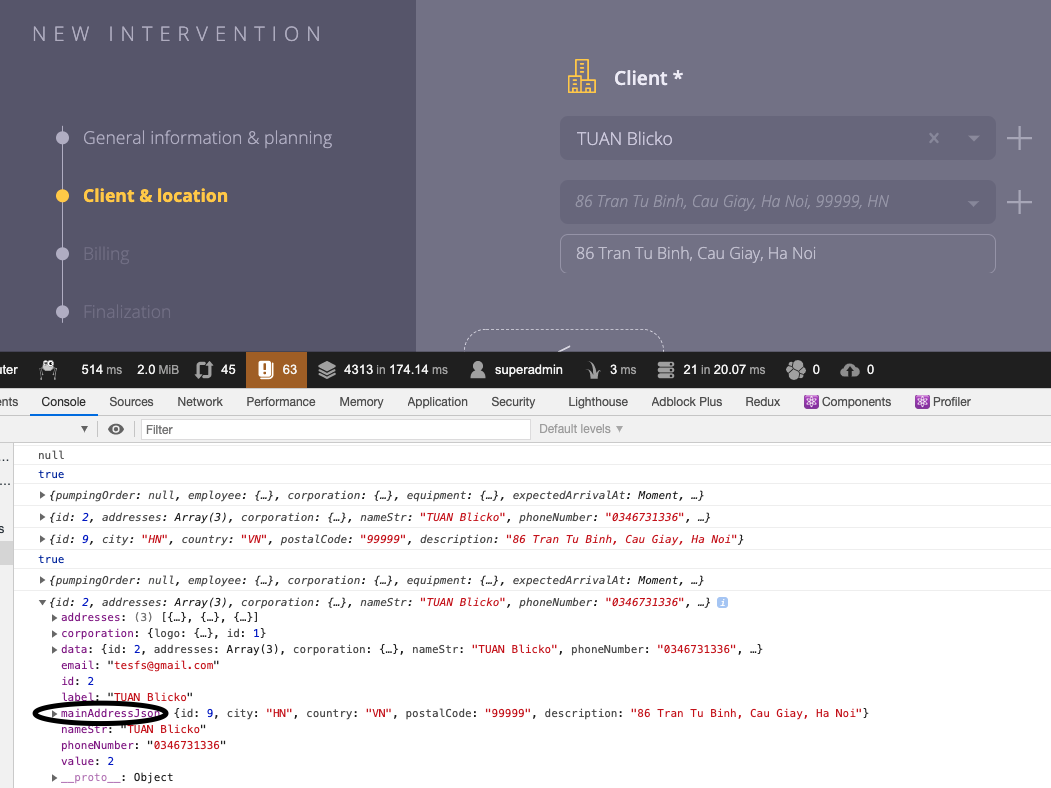 NEW INTERVENTION
General information & planning
Client & location
Billing
Finalization
Client *
TUAN Blicko
86 Tran Tu Binh, Cau Giay, Ha Noi, 99999, HN
86 Tran Tu Binh, Cau Giay, Ha Noi
uter 514 ms 2.0 MiB 45 63 4313 in 174.14 ms superadmin 3 ms 21 in 20.07 ms 0 0
ents Console Sources Network Performance Memory Application Security Lighthouse Adblock Plus Redux Components Profiler
Filter Default levels ▼
null
true
{pumpingOrder: null, employee: {…}, corporation: {…}, equipment: {…}, expectedArrivalAt: Moment, …}
{id: 2, addresses: Array(3), corporation: {…}, nameStr: "TUAN Blicko", phoneNumber: "0346731336", …}
{id: 9, city: "HN", country: "VN", postalCode: "99999", description: "86 Tran Tu Binh, Cau Giay, Ha Noi"}
true
{pumpingOrder: null, employee: {…}, corporation: {…}, equipment: {…}, expectedArrivalAt: Moment, …}
{id: 2, addresses: Array(3), corporation: {…}, nameStr: "TUAN Blicko", phoneNumber: "0346731336", …} i
addresses: (3) [{…}, {…}, {…}]
corporation: {logo: {…}, id: 1}
data: {id: 2, addresses: Array(3), corporation: {…}, nameStr: "TUAN Blicko", phoneNumber: "0346731336", …}
email: "tesfs@gmail.com"
id: 2
label: "TUAN Blicko"
mainAddressJson: {id: 9, city: "HN", country: "VN", postalCode: "99999", description: "86 Tran Tu Binh, Cau Giay, Ha Noi"}
nameStr: "TUAN Blicko"
phoneNumber: "0346731336"
value: 2
__proto__: Object